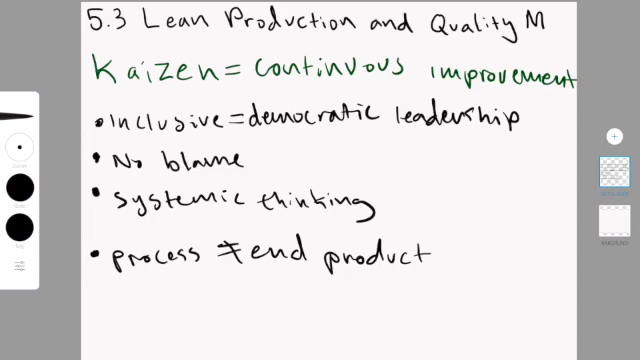 5.3 Lean Production and Quality M
Kaizen = continuous improvement
• Inclusive = democratic leadership
• No blame
• systemic thinking
• process ≠ end product